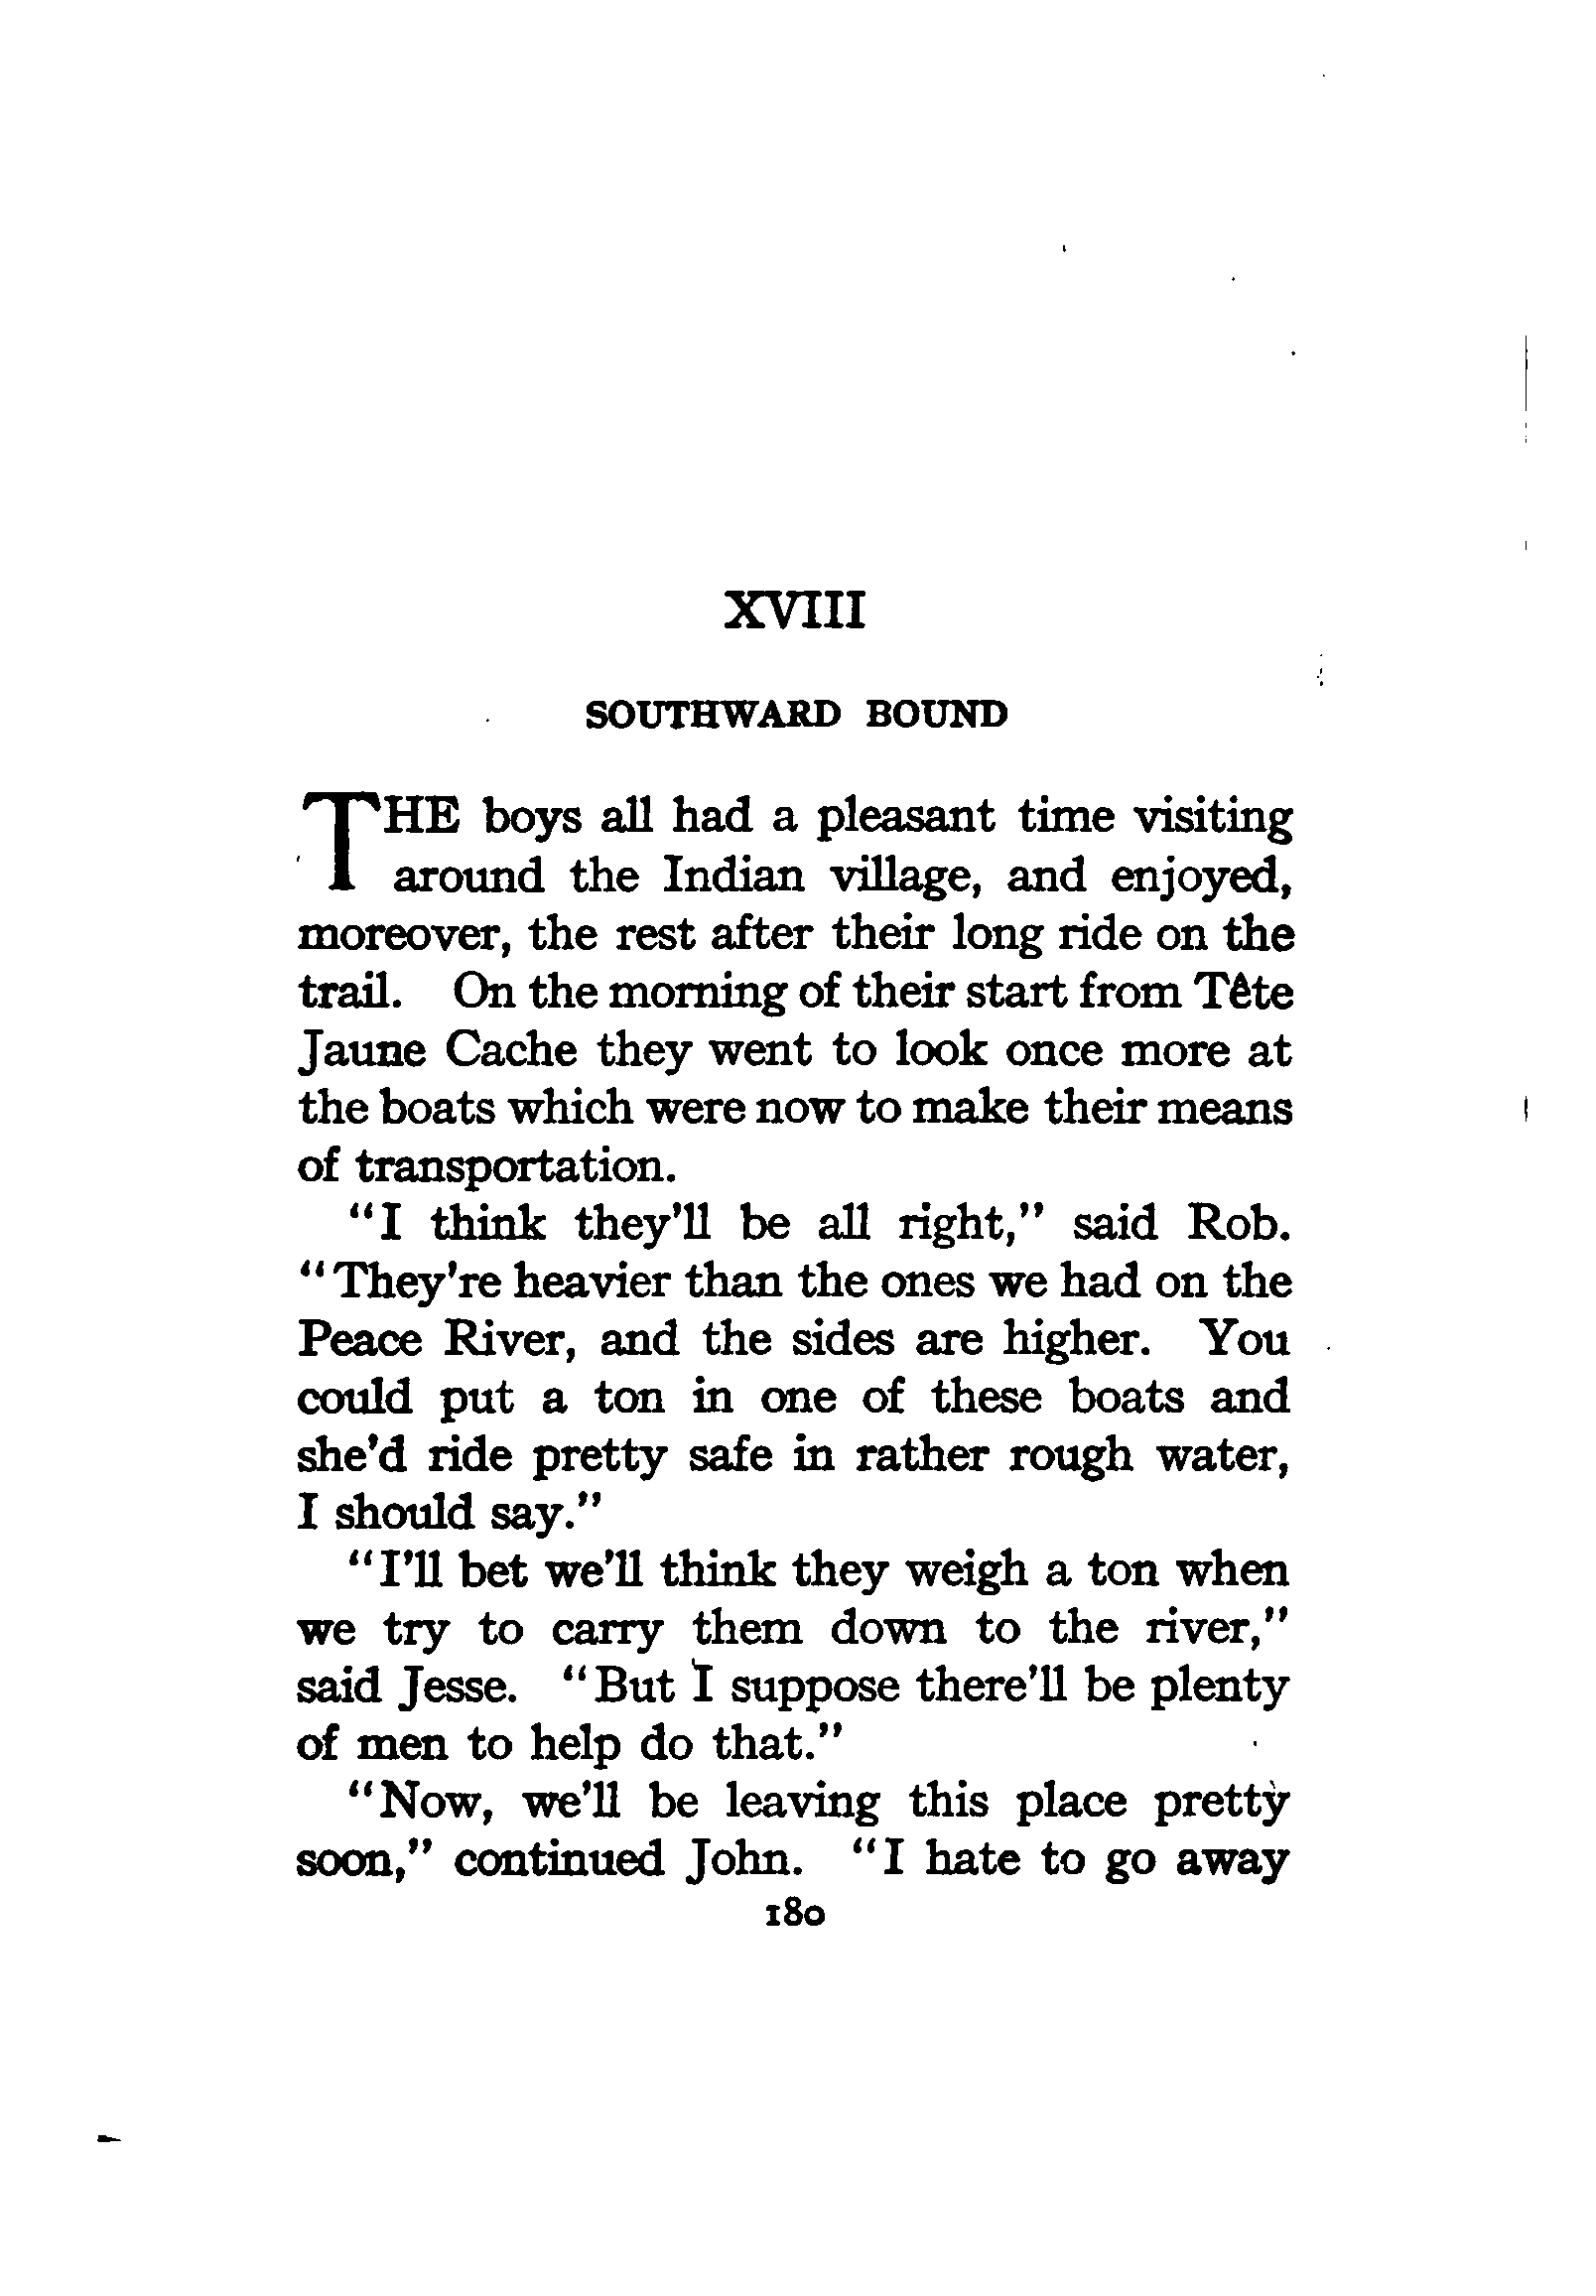 XVIII
SOUTHWARD BOUND
THE boys all had a pleasant time visiting
around the Indian village, and enjoyed,
moreover, the rest after their long ride on the
trail. On the morning of their start from Tête
Jaune Cache they went to look once more at
the boats which were now to make their means
of transportation.
"I think they'll be all right," said Rob.
"They're heavier than the ones we had on the
Peace River, and the sides are higher. You
could put a ton in one of these boats and
she'd ride pretty safe in rather rough water,
I should say."
"I'll bet we'll think they weigh a ton when
we try to carry them down to the river,"
said Jesse. "But I suppose there'll be plenty
of men to help do that."
"Now, we'll be leaving this place pretty
soon," continued John. "I hate to go away
180